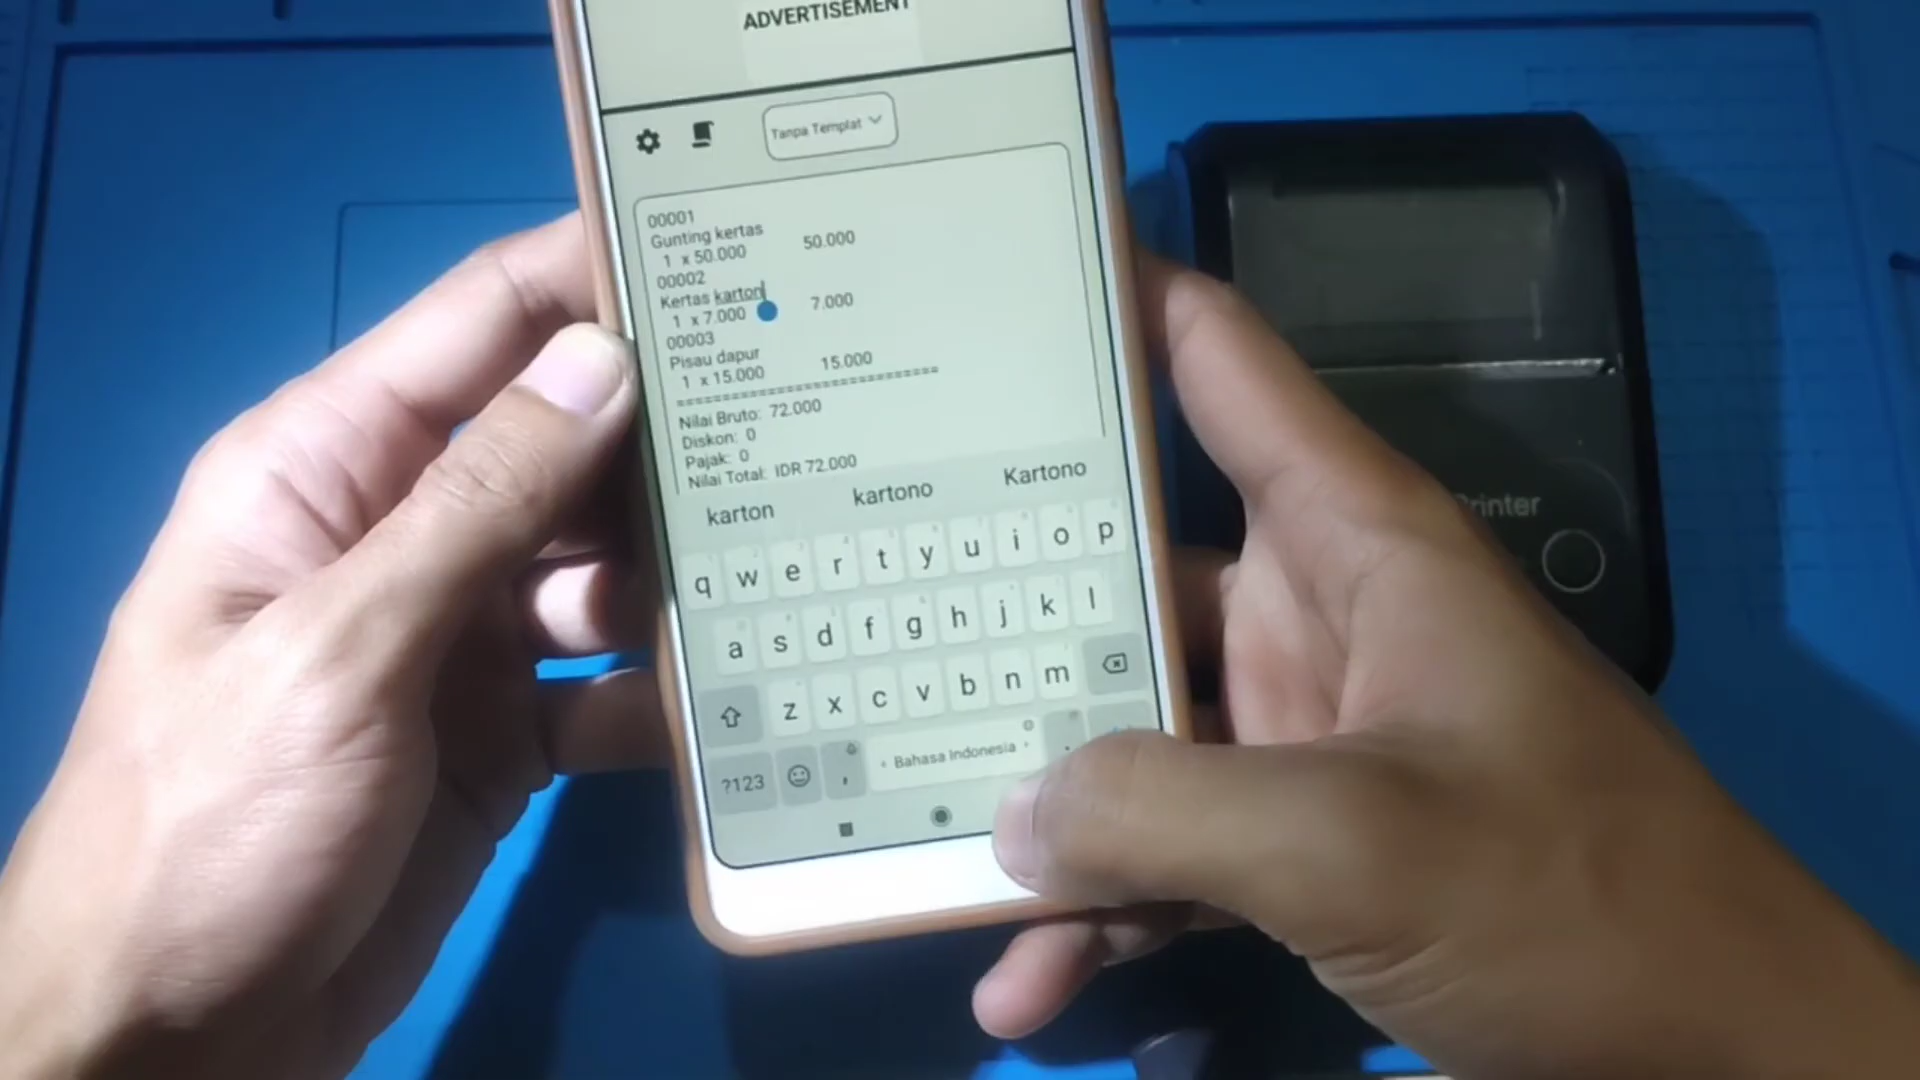 ADVERTISEMENT
Tanpa Templat
00001
Gunting kertas
1 x 50.000 50.000
00002
Kertas karton
1 x 7.000 7.000
00003
Pisau dapur
1 x 15.000 15.000
================================
Nilai Bruto: 72.000
Diskon: 0
Pajak: 0
Nilai Total: IDR 72.000
karton kartono Kartono
q w e r t y u i o p
a s d f g h j k l
z x c v b n m
?123 , Bahasa Indonesia .
Printer